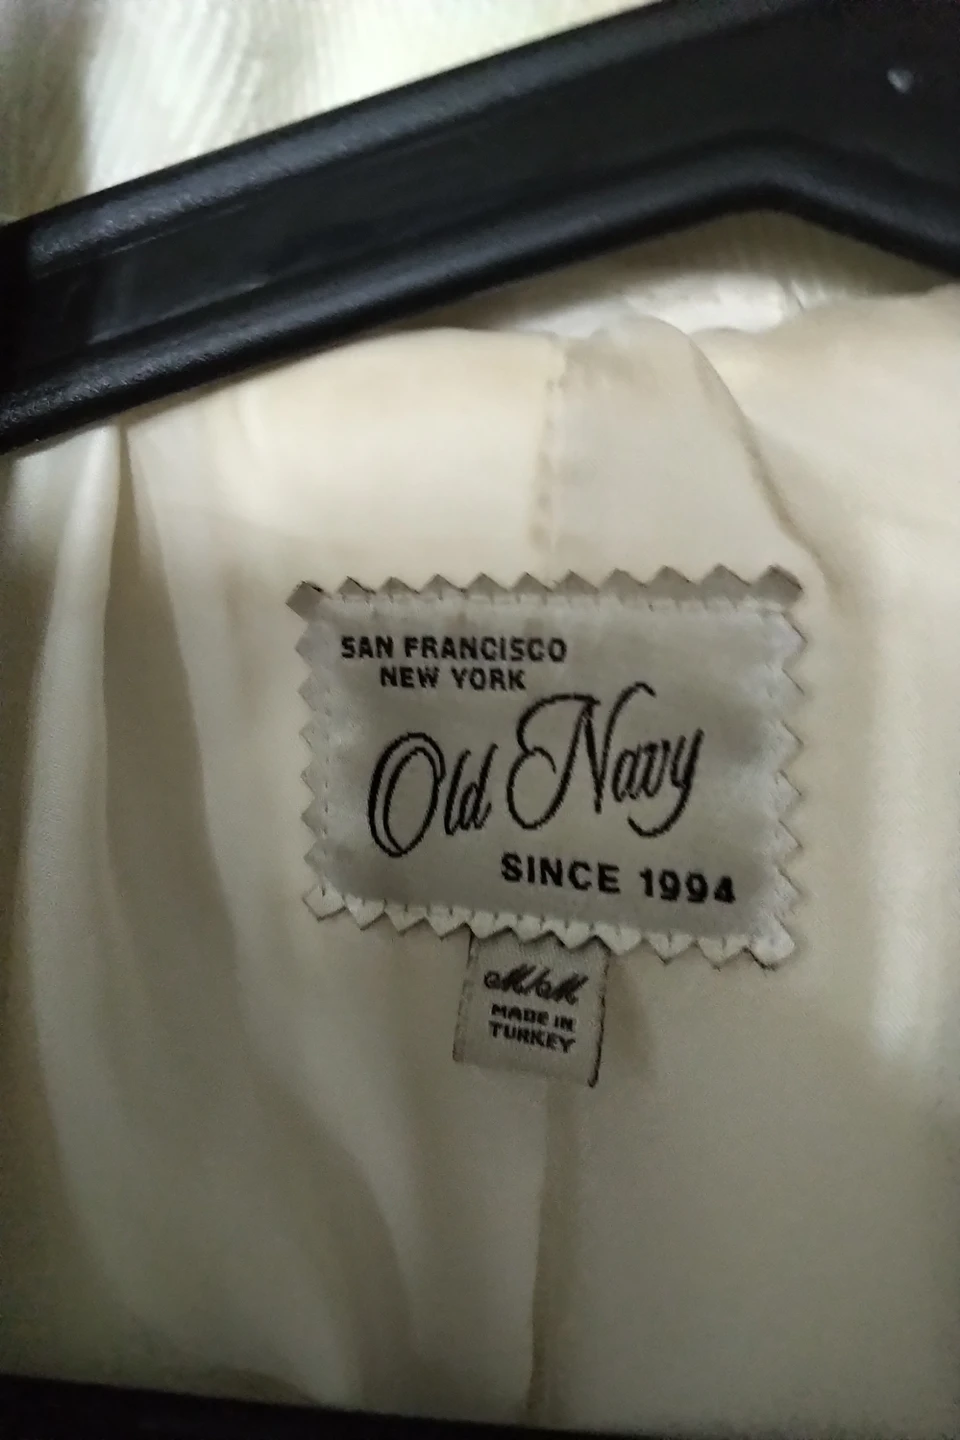 SAN FRANCISCO
NEW YORK
Old Navy
SINCE 1994
M/M
MADE IN
TURKEY